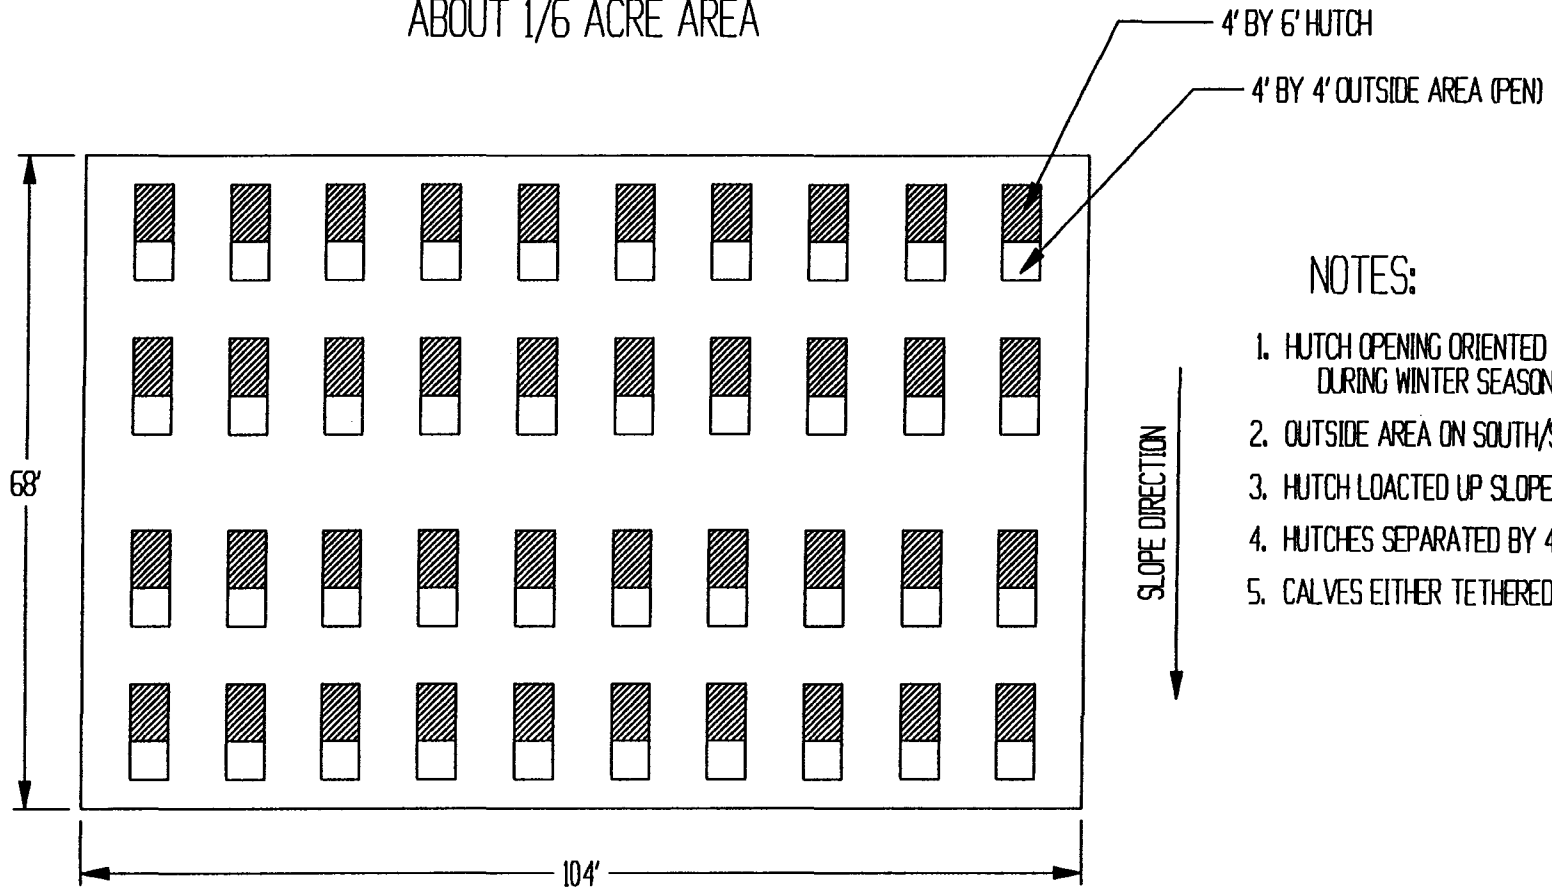 ABOUT 1/6 ACRE AREA
4' BY 6' HUTCH
4' BY 4' OUTSIDE AREA (PEN)
68'
104'
SLOPE DIRECTION
NOTES:
1. HUTCH OPENING ORIENTED
DURING WINTER SEASON
2. OUTSIDE AREA ON SOUTH/S
3. HUTCH LOACTED UP SLOPE
4. HUTCHES SEPARATED BY 4
5. CALVES EITHER TETHERED